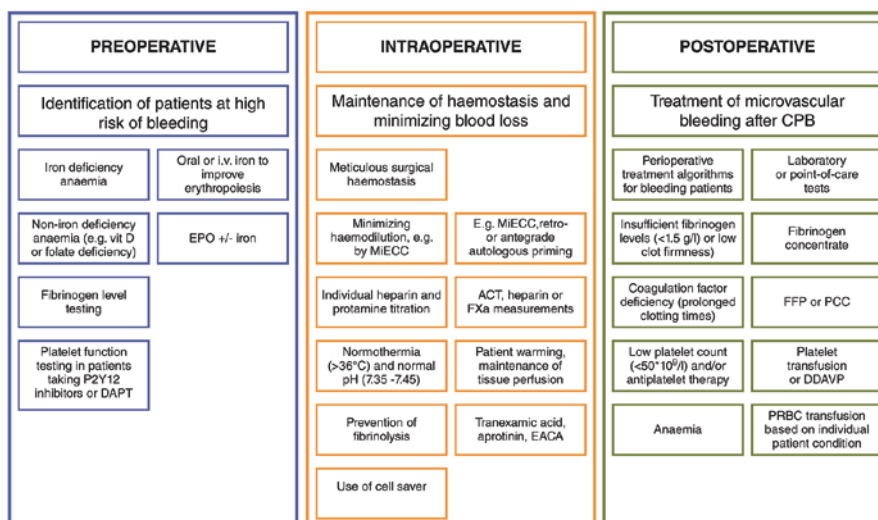 PREOPERATIVE
Identification of patients at high
risk of bleeding
Iron deficiency
anaemia
Oral or i.v. iron to
improve
erythropoiesis
Non-iron deficiency
anaemia (e.g. vit D
or folate deficiency)
EPO +/- iron
Fibrinogen level
testing
Platelet function
testing in patients
taking P2Y12
inhibitors or DAPT
INTRAOPERATIVE
Maintenance of haemostasis and
minimizing blood loss
Meticulous surgical
haemostasis
Minimizing
haemodilution, e.g.
by MiECC
E.g. MiECC,retro-
or antegrade
autologous priming
Individual heparin and
protamine titration
ACT, heparin or
FXa measurements
Normothermia
(>36°C) and normal
pH (7.35 -7.45)
Patient warming,
maintenance of
tissue perfusion
Prevention of
fibrinolysis
Tranexamic acid,
aprotinin, EACA
Use of cell saver
POSTOPERATIVE
Treatment of microvascular
bleeding after CPB
Perioperative
treatment algorithms
for bleeding patients
Laboratory
or point-of-care
tests
Insufficient fibrinogen
levels (<1.5 g/l) or low
clot firmness)
Fibrinogen
concentrate
Coagulation factor
deficiency (prolonged
clotting times)
FFP or PCC
Low platelet count
(<50*10⁹/l) and/or
antiplatelet therapy
Platelet
transfusion
or DDAVP
Anaemia
PRBC transfusion
based on individual
patient condition